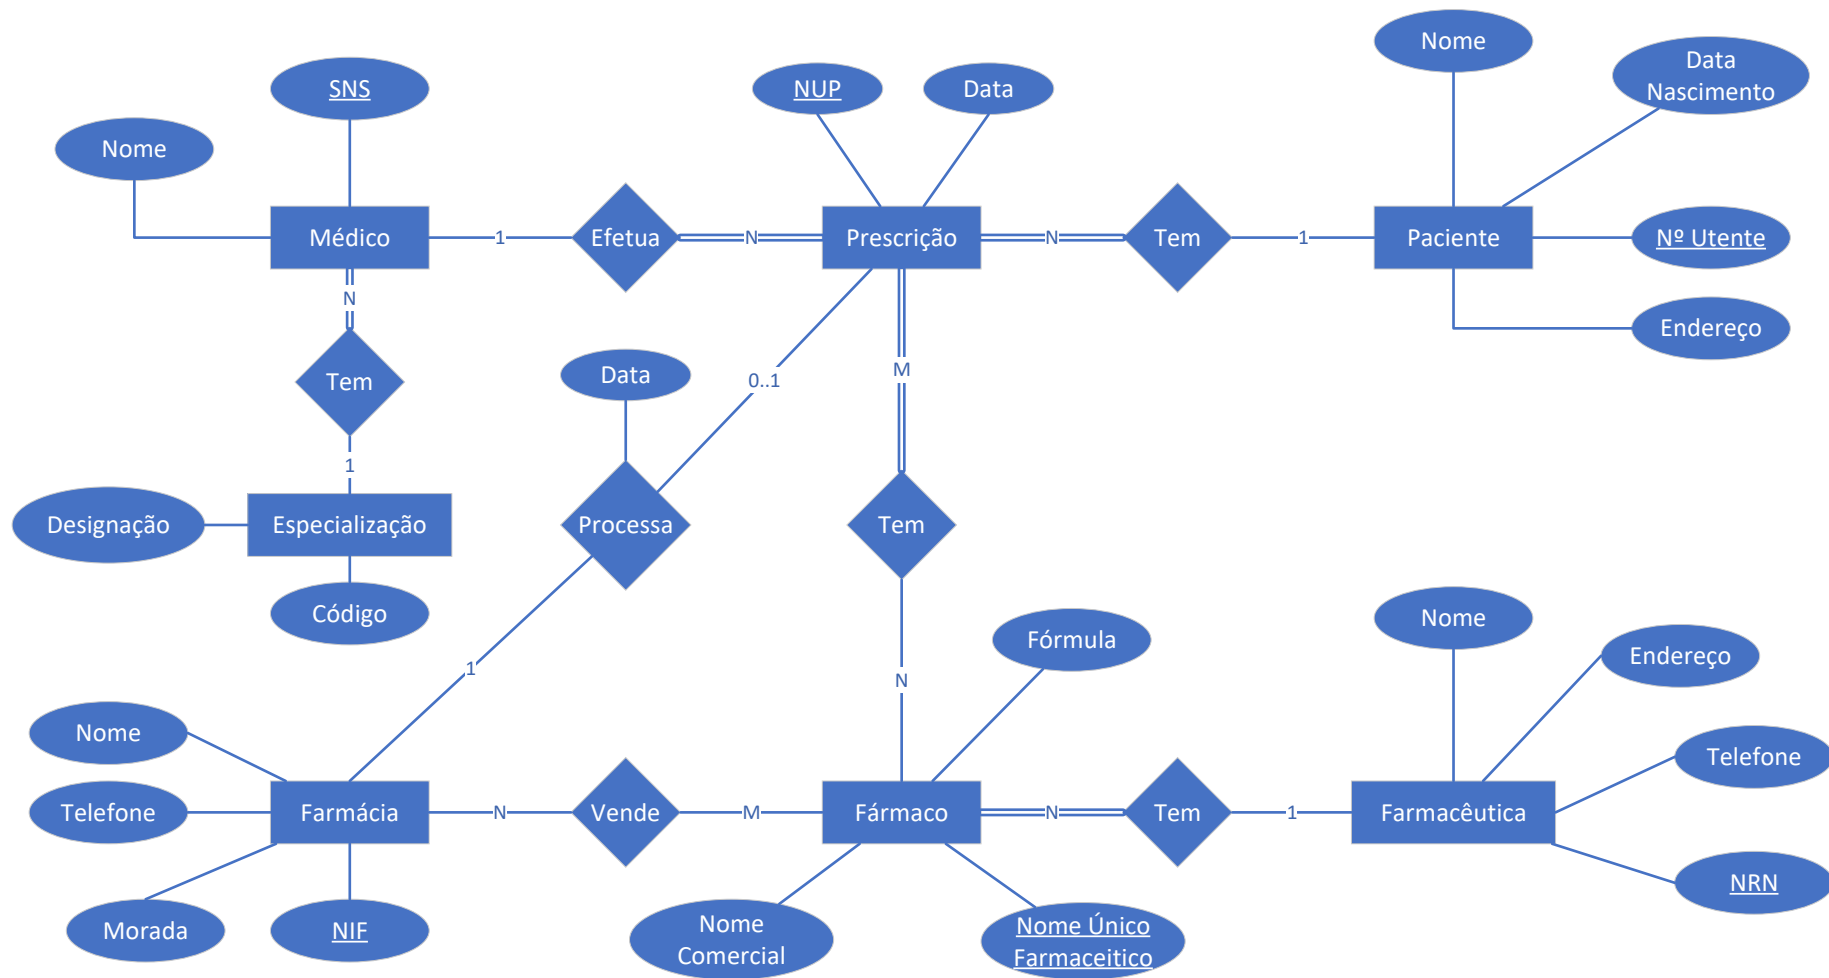 Nome
SNS
NUP
Data
Nome
Data
Nascimento
Médico
1
Efetua
N
Prescrição
N
Tem
1
Paciente
Nº Utente
N
Endereço
Tem
Data
0..1
M
1
Designação
Especialização
Processa
Tem
Código
Fórmula
Nome
Endereço
1
N
Nome
Telefone
Telefone
Farmácia
N
Vende
M
Fármaco
N
Tem
1
Farmacêutica
NRN
Morada
NIF
Nome
Comercial
Nome Único
Farmaceitico